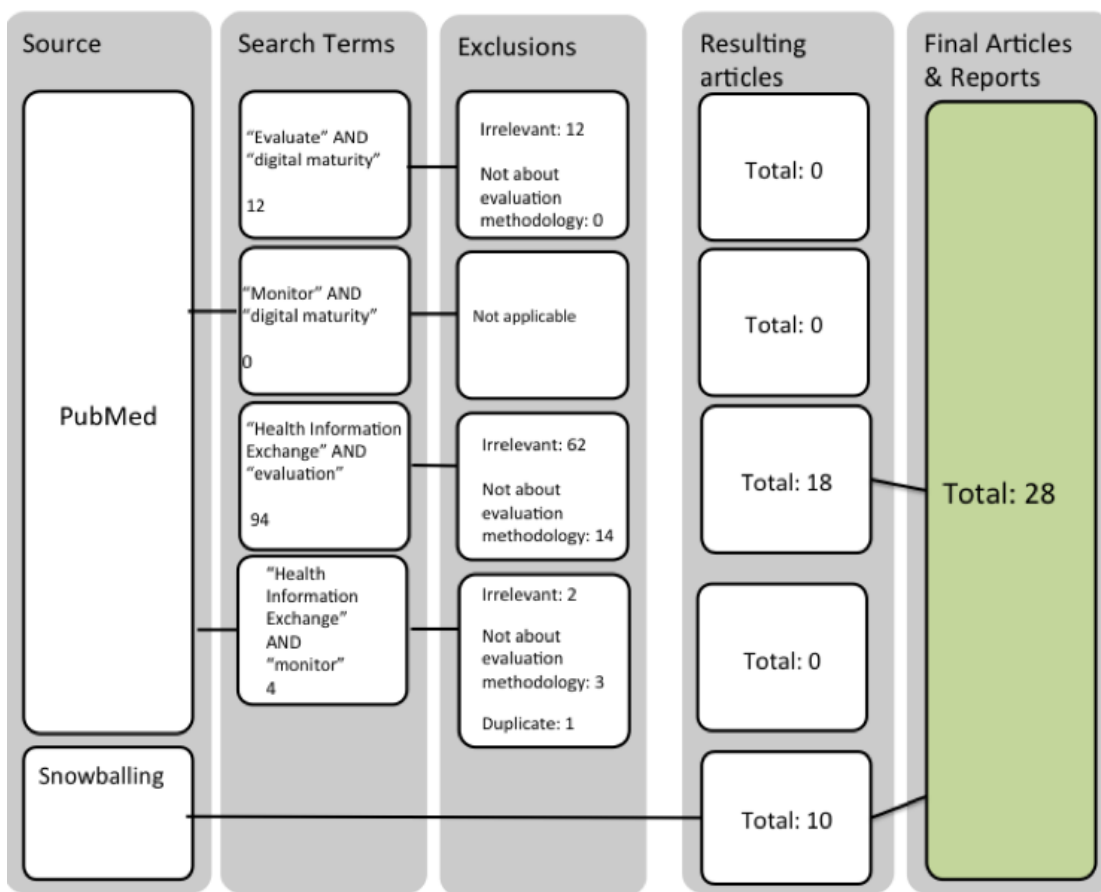 Source
PubMed
Snowballing
Search Terms
“Evaluate” AND
“digital maturity”
12
“Monitor” AND
“digital maturity”
0
“Health Information
Exchange” AND
“evaluation”
94
“Health
Information
Exchange”
AND
“monitor”
4
Exclusions
Irrelevant: 12
Not about
evaluation
methodology: 0
Not applicable
Irrelevant: 62
Not about
evaluation
methodology: 14
Irrelevant: 2
Not about
evaluation
methodology: 3
Duplicate: 1
Resulting
articles
Total: 0
Total: 0
Total: 18
Total: 0
Total: 10
Final Articles
& Reports
Total: 28